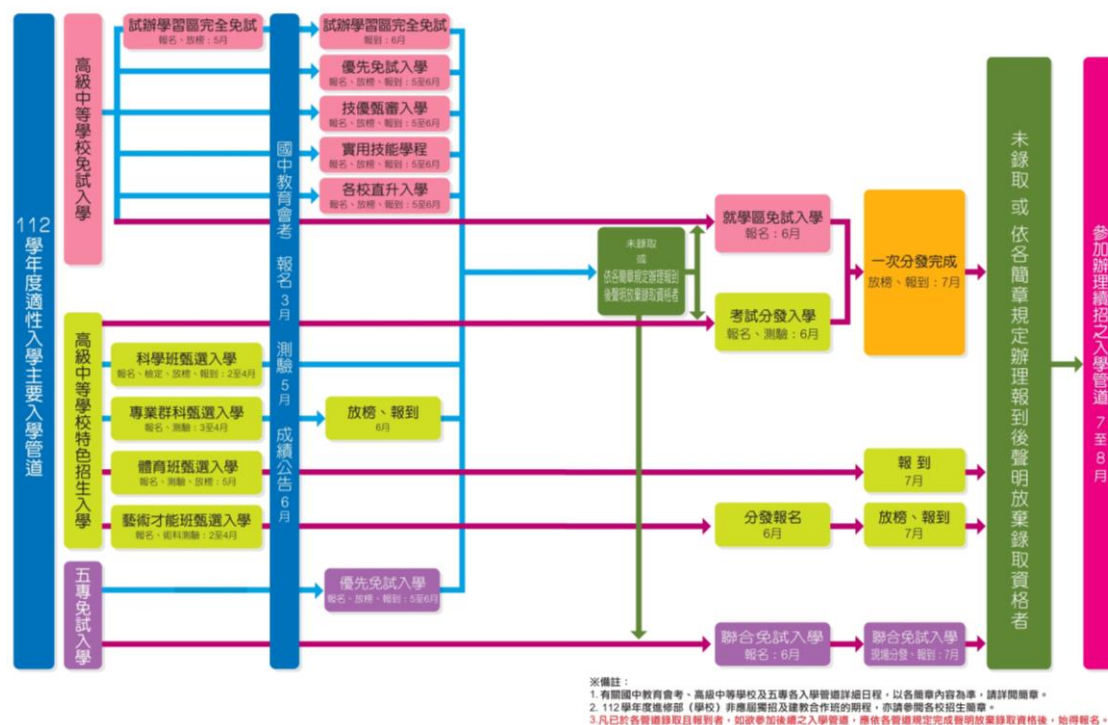 112學年度適性入學主要入學管道
高級中等學校免試入學
試辦學習區完全免試
報名、放榜:5月
國中教育會考 報名3月 測驗5月 成績公告6月
試辦學習區完全免試
報到:6月
優先免試入學
報名、放榜、報到:5至6月
技優甄審入學
報名、放榜、報到:5至6月
實用技能學程
報名、放榜、報到:5至6月
各校直升入學
報名、放榜、報到:5至6月
未錄取
或
依各簡章規定辦理報到
後聲明放棄錄取資格者
就學區免試入學
報名:6月
考試分發入學
報名、測驗:6月
一次分發完成
放榜、報到:7月
高級中等學校特色招生入學
科學班甄選入學
報名、檢定、放榜、報到:2至4月
專業群科甄選入學
報名、測驗:3至4月
放榜、報到
6月
體育班甄選入學
報名、測驗、放榜:5月
報到
7月
藝術才能班甄選入學
報名、術科測驗:2至4月
分發報名
6月
放榜、報到
7月
五專免試入學
優先免試入學
報名、放榜、報到:5至6月
聯合免試入學
報名:6月
聯合免試入學
現場分發、報到:7月
未錄取 或 依各簡章規定辦理報到後聲明放棄錄取資格者
參加辦理續招之入學管道 7至8月
※備註:
1. 有關國中教育會考、高級中等學校及五專各入學管道詳細日程,以各簡章內容為準,請詳閱簡章。
2. 112學年度進修部(學校)非應屆獨招及建教合作班的期程,亦請參閱各校招生簡章。
3.凡已於各管道錄取且報到者,如欲參加後續之入學管道,應依各管道規定完成聲明放棄錄取資格後,始得報名。